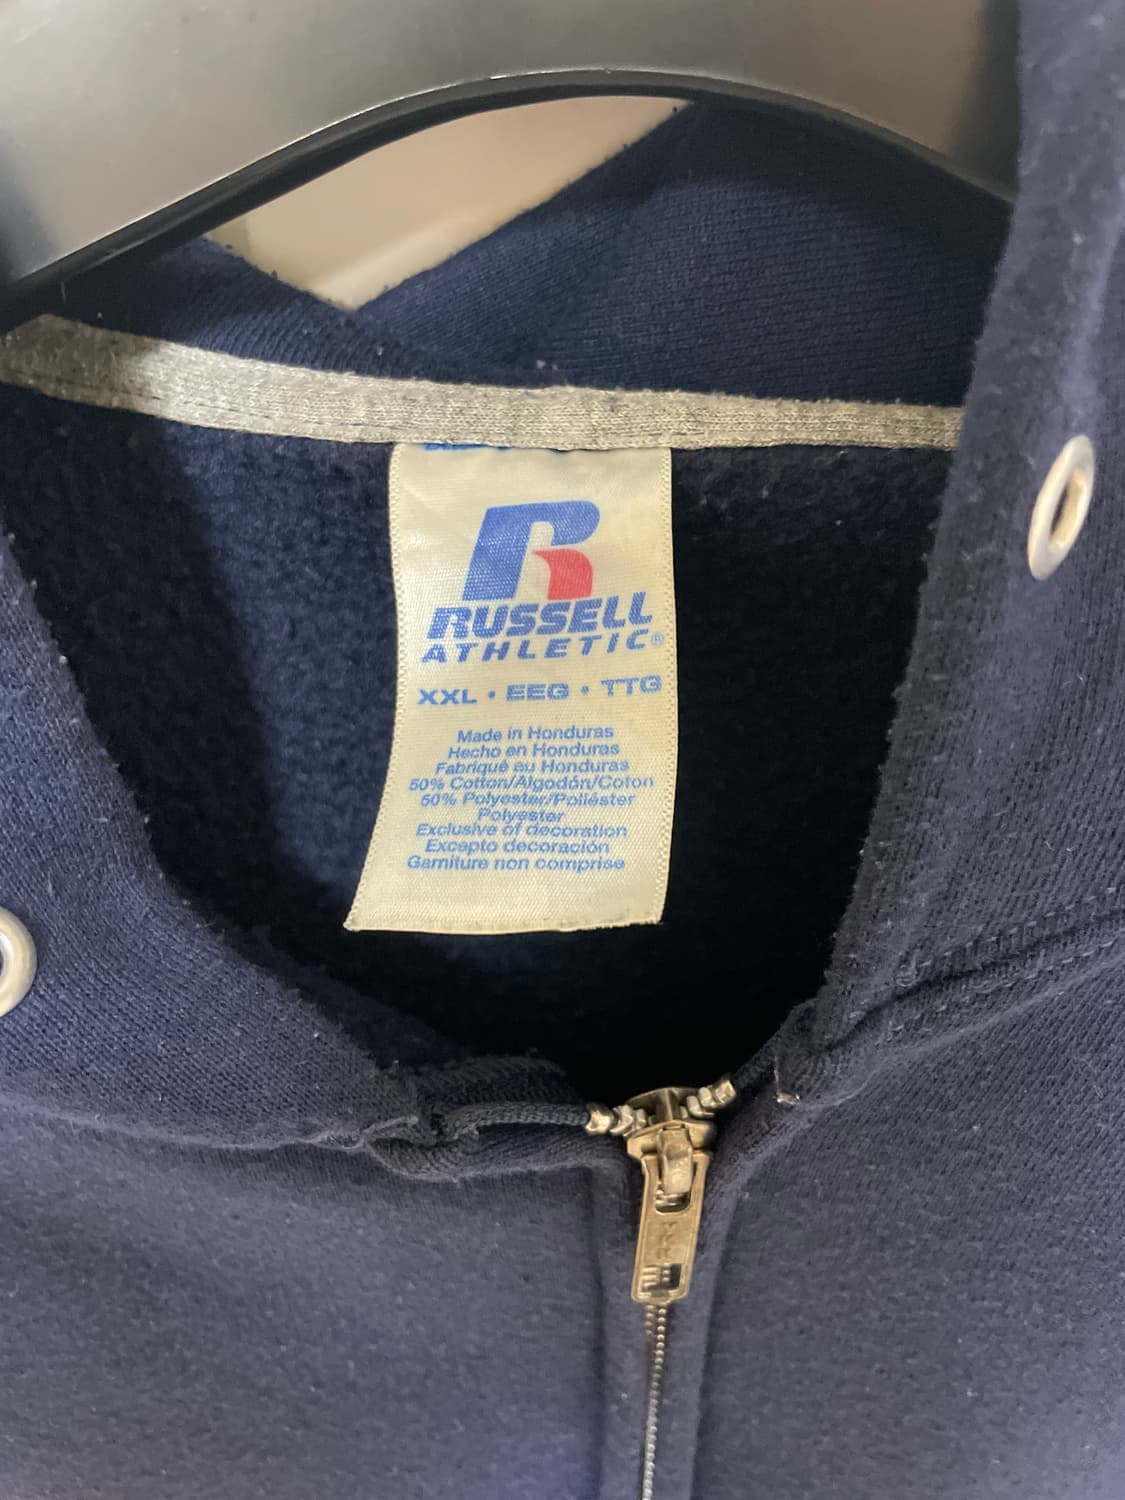 RUSSELL
ATHLETIC®
XXL • EEG • TTG
Made in Honduras
Hecho en Honduras
Fabriqué au Honduras
50% Cotton/Algodón/Coton
50% Polyester/Poliéster
Polyester
Exclusive of decoration
Excepto decoración
Garniture non comprise